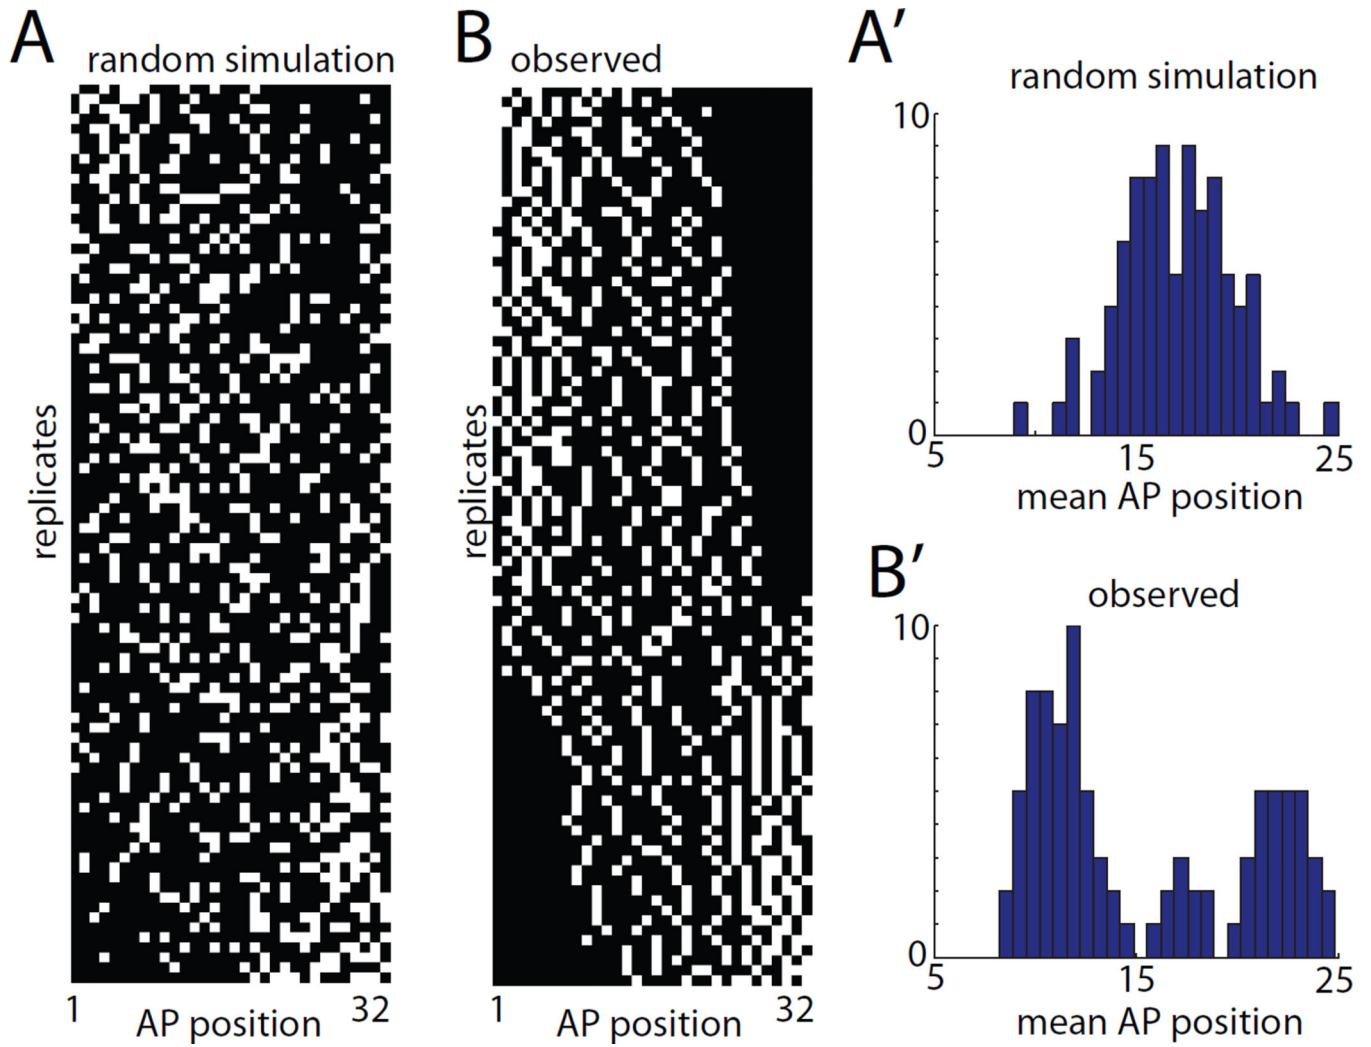 A
random simulation
replicates
1
AP position
32
B
observed
replicates
1
AP position
32
A′
random simulation
10
0
5
15
25
mean AP position
B′
observed
10
0
5
15
25
mean AP position